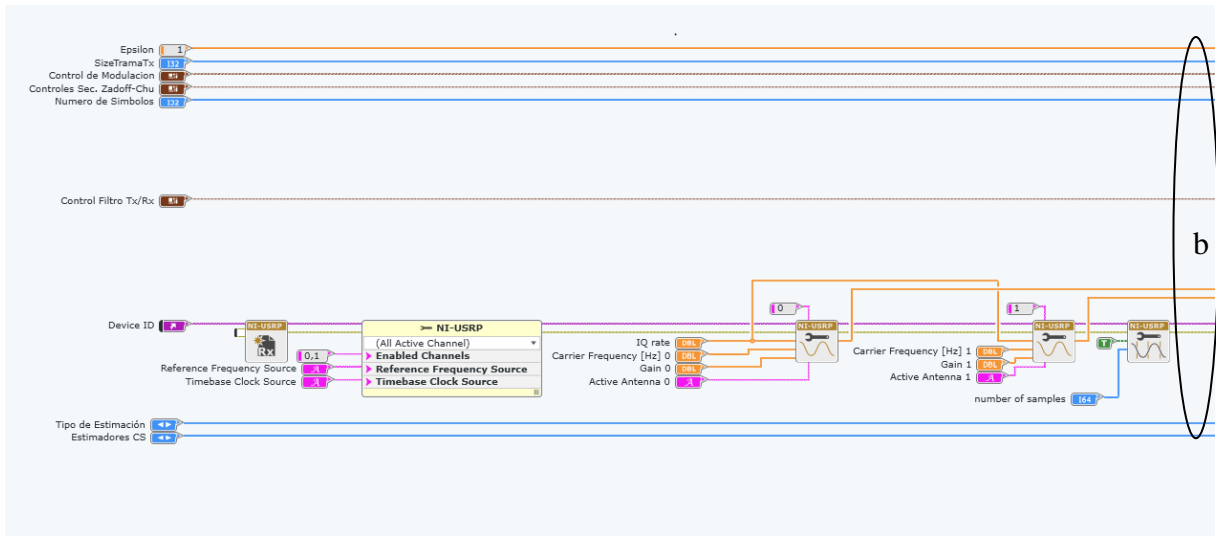 Epsilon 1
SizeTramaTx I32
Control de Modulacion
Controles Sec. Zadoff-Chu
Numero de Simbolos I32
Control Filtro Tx/Rx
b
Device ID
NI-USRP
Rx
NI-USRP
(All Active Channel)
Enabled Channels
Reference Frequency Source
Timebase Clock Source
0,1
Reference Frequency Source
Timebase Clock Source
0
NI-USRP
IQ rate DBL
Carrier Frequency [Hz] 0 DBL
Gain 0 DBL
Active Antenna 0
1
NI-USRP
Carrier Frequency [Hz] 1 DBL
Gain 1 DBL
Active Antenna 1
NI-USRP
T
number of samples I64
Tipo de Estimación
Estimadores CS